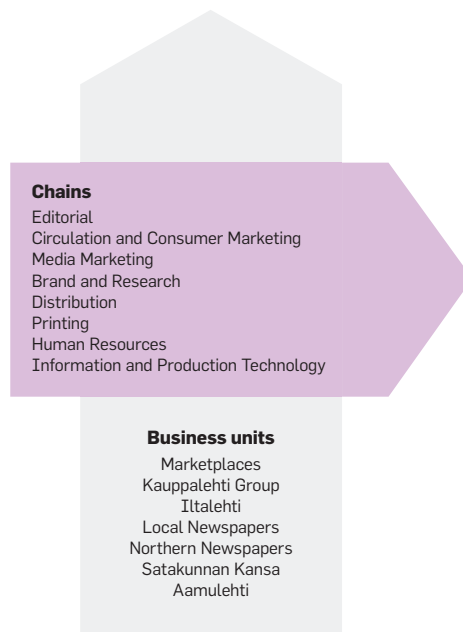 Chains
Editorial
Circulation and Consumer Marketing
Media Marketing
Brand and Research
Distribution
Printing
Human Resources
Information and Production Technology
Business units
Marketplaces
Kauppalehti Group
Iltalehti
Local Newspapers
Northern Newspapers
Satakunnan Kansa
Aamulehti